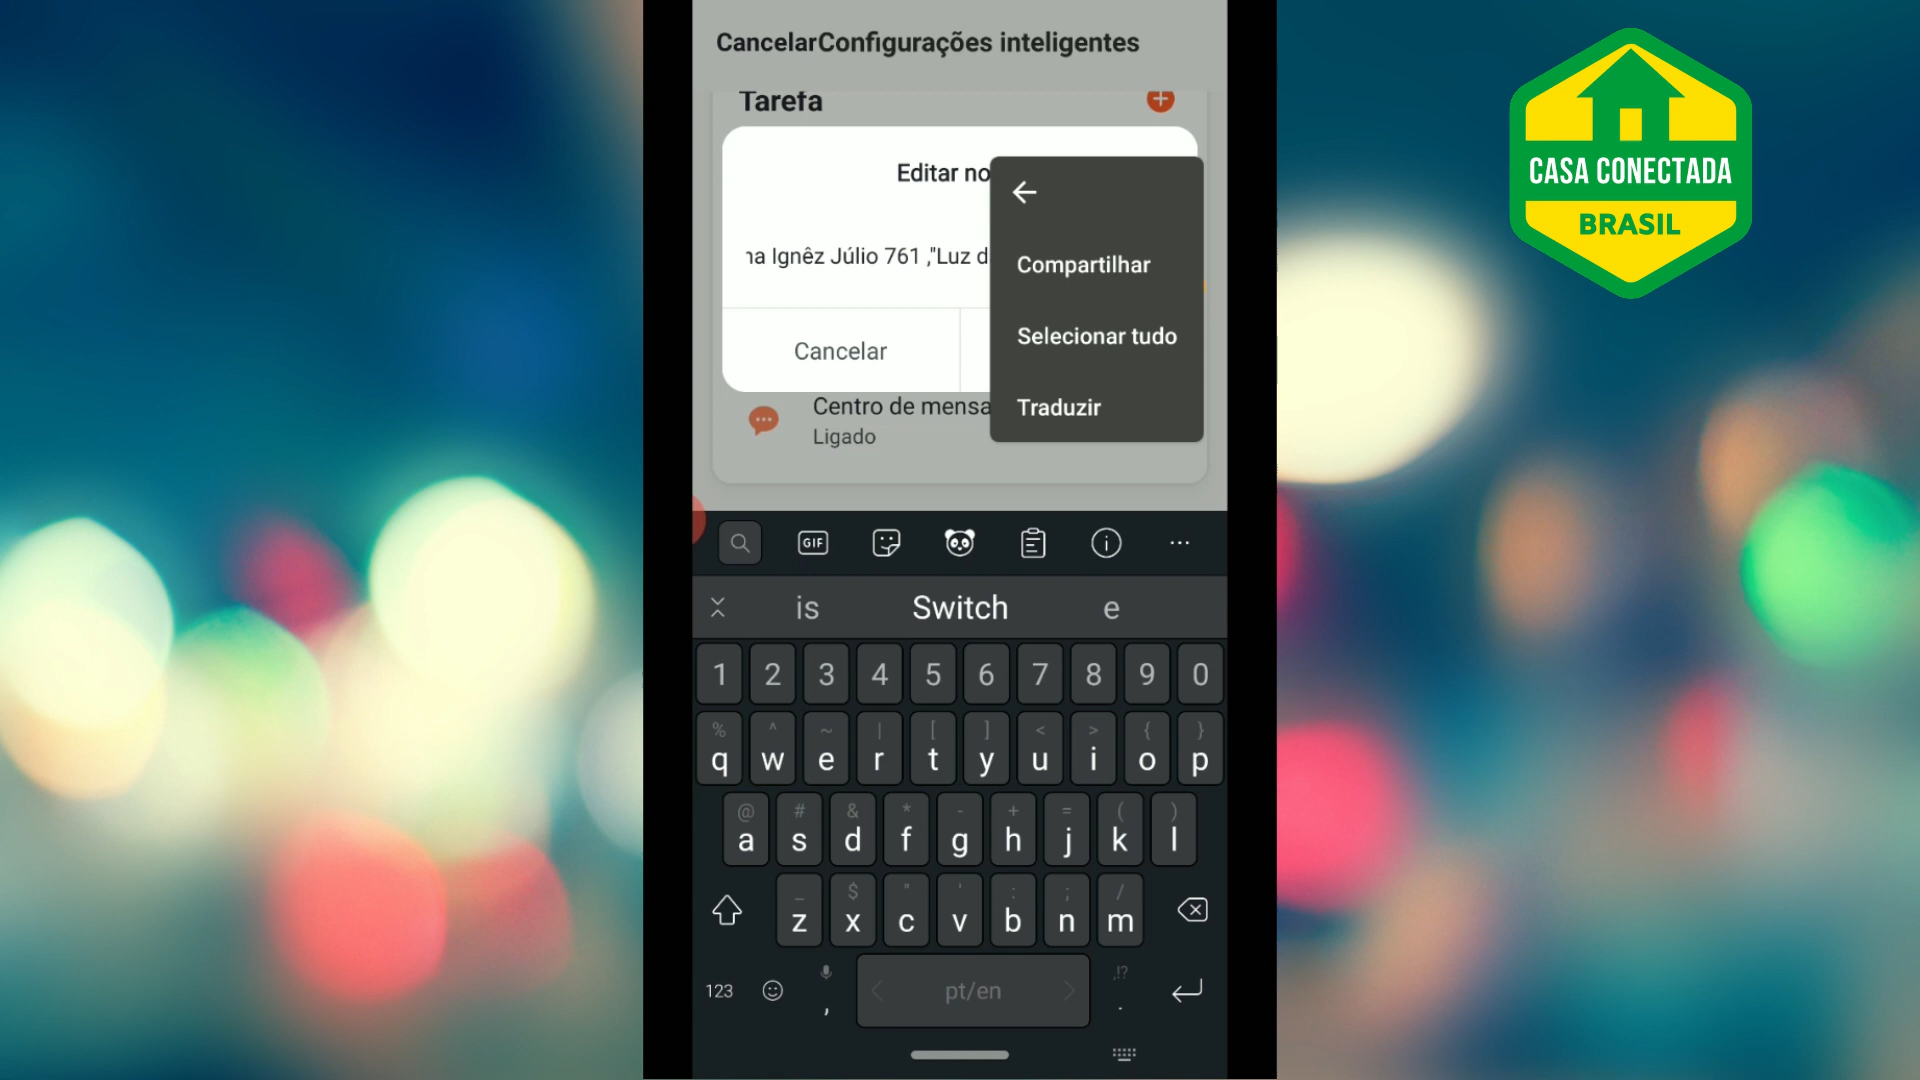 CancelarConfigurações inteligentes
Tarefa
Editar no
na Ignêz Júlio 761 ,"Luz d
Cancelar
Compartilhar
Selecionar tudo
Traduzir
Centro de mensa
Ligado
CASA CONECTADA
BRASIL
GIF
is Switch e
1 2 3 4 5 6 7 8 9 0
% ^ ~ | [ ] < > { }
q w e r t y u i o p
@ # & * - + = ( )
a s d f g h j k l
_ $ " ' : ; /
z x c v b n m
,!?
123 , pt/en .